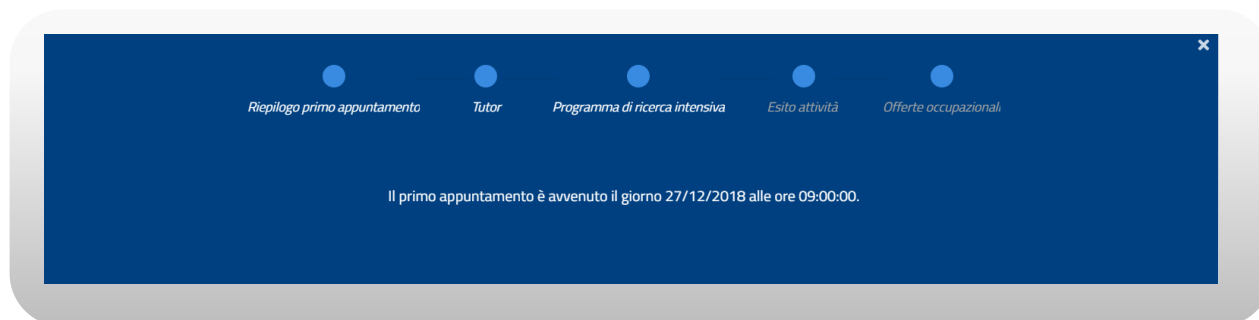 Riepilogo primo appuntamento Tutor Programma di ricerca intensiva Esito attività Offerte occupazionali
Il primo appuntamento è avvenuto il giorno 27/12/2018 alle ore 09:00:00.